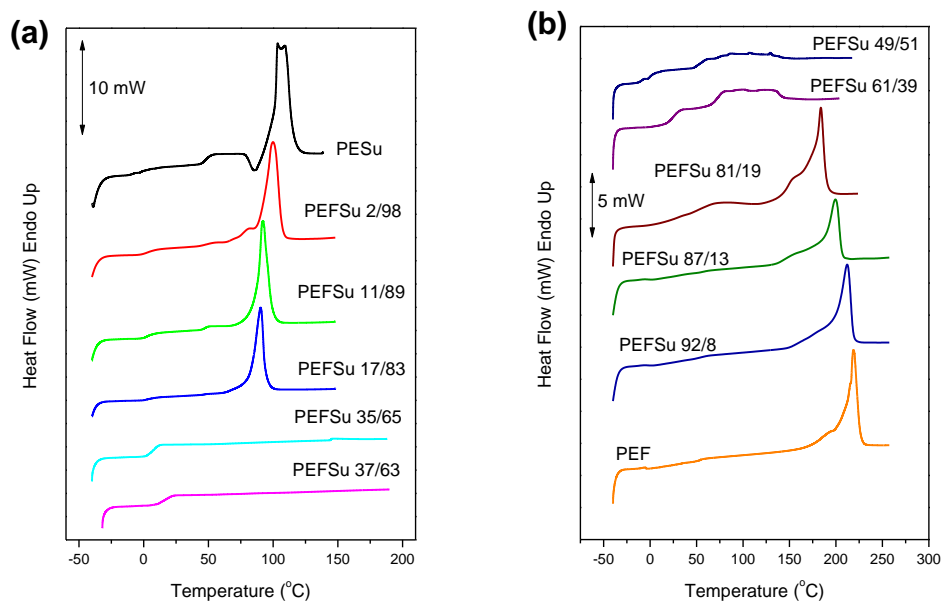 (a)
10 mW
PESu
PEFSu 2/98
PEFSu 11/89
PEFSu 17/83
PEFSu 35/65
PEFSu 37/63
Heat Flow (mW) Endo Up
-50 0 50 100 150 200
Temperature (°C)
(b)
PEFSu 49/51
PEFSu 61/39
PEFSu 81/19
5 mW
PEFSu 87/13
PEFSu 92/8
PEF
Heat Flow (mW) Endo Up
-50 0 50 100 150 200 250 300
Temperature (°C)